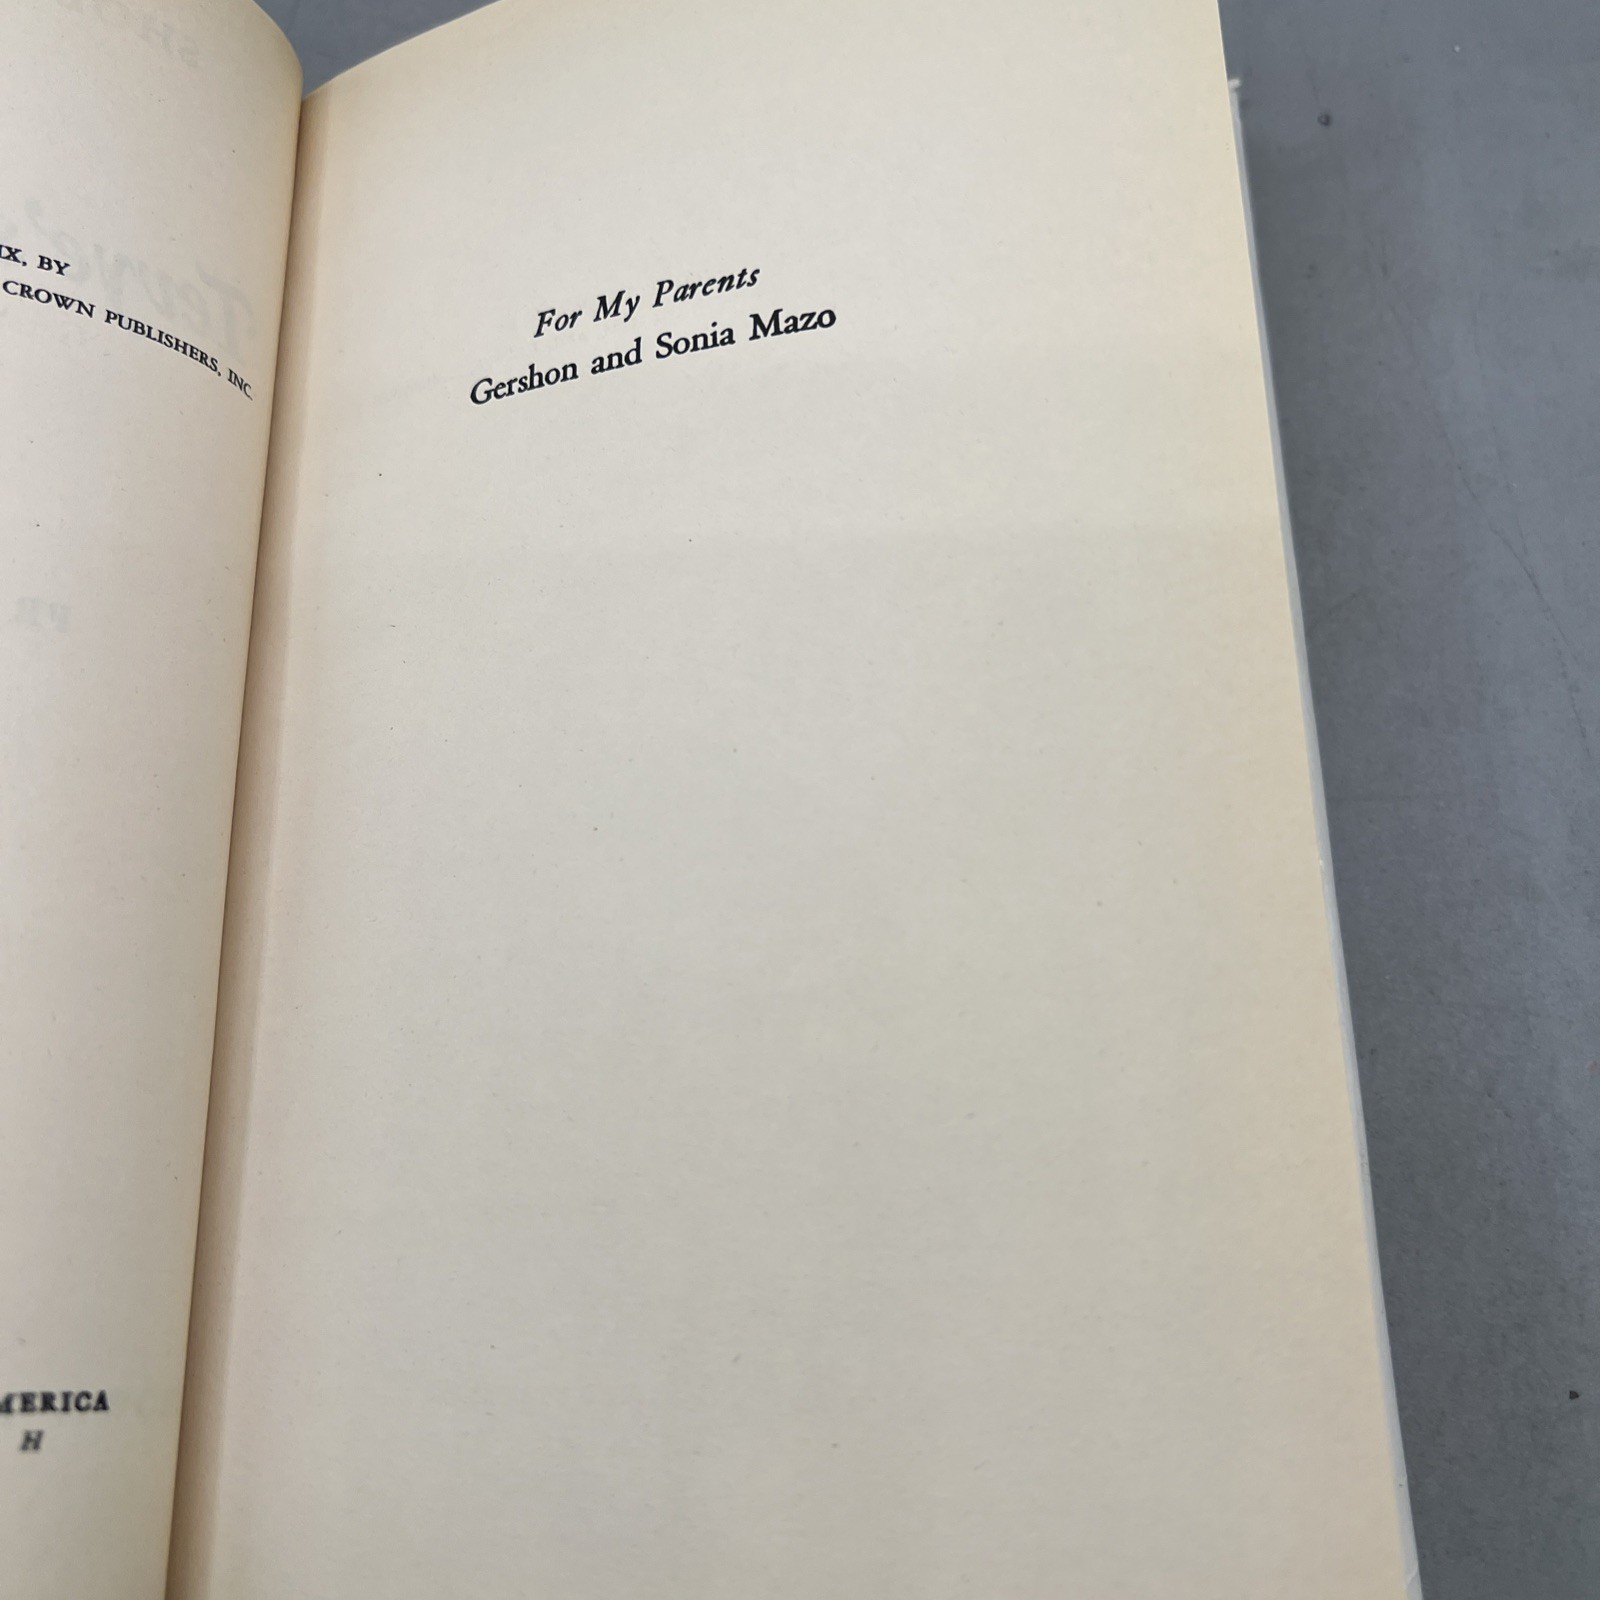 IX, BY
CROWN PUBLISHERS, INC.
MERICA
H
For My Parents
Gershon and Sonia Mazo